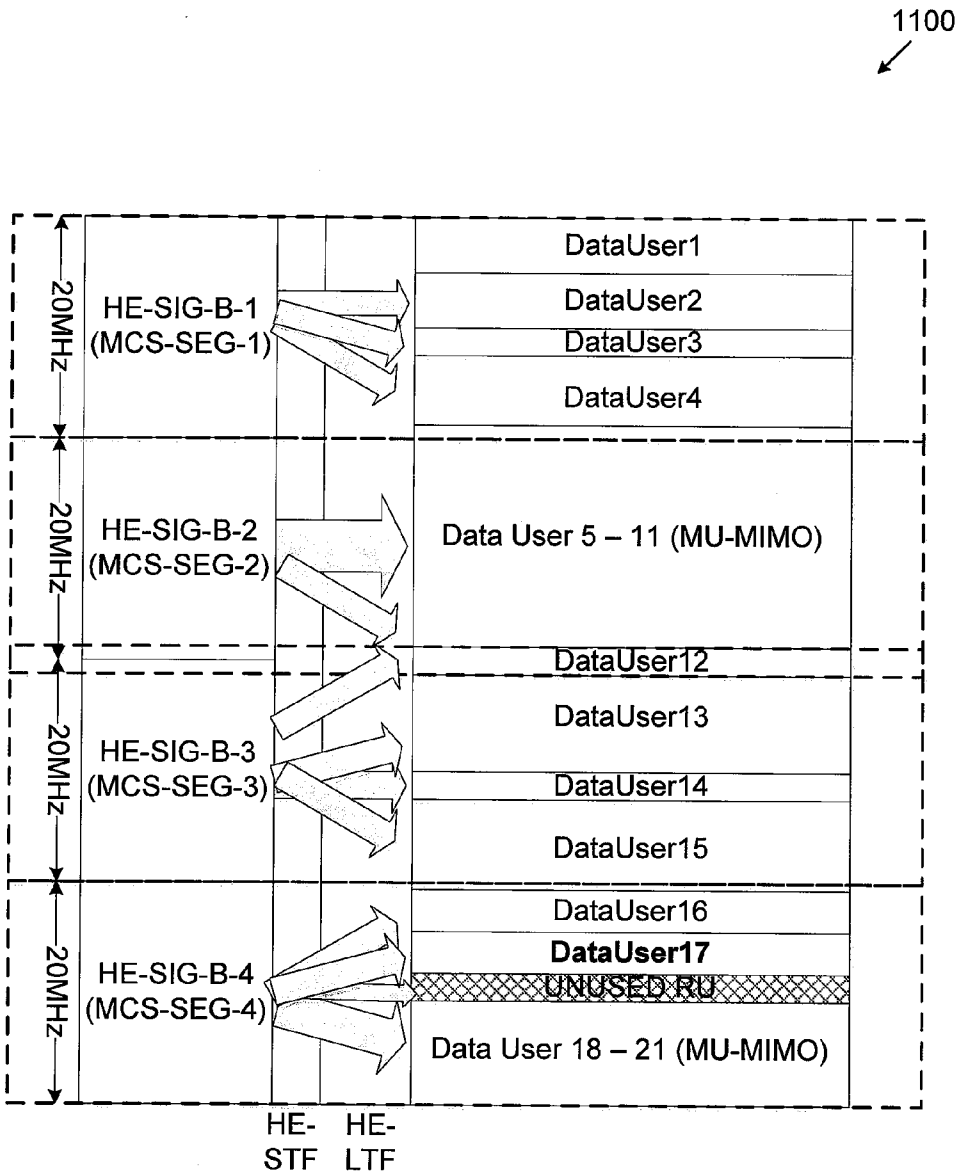 1100
20MHz
HE-SIG-B-1
(MCS-SEG-1)
DataUser1
DataUser2
DataUser3
DataUser4
20MHz
HE-SIG-B-2
(MCS-SEG-2)
Data User 5 – 11 (MU-MIMO)
DataUser12
20MHz
HE-SIG-B-3
(MCS-SEG-3)
DataUser13
DataUser14
DataUser15
20MHz
HE-SIG-B-4
(MCS-SEG-4)
DataUser16
DataUser17
UNUSED RU
Data User 18 – 21 (MU-MIMO)
HE-
STF
HE-
LTF